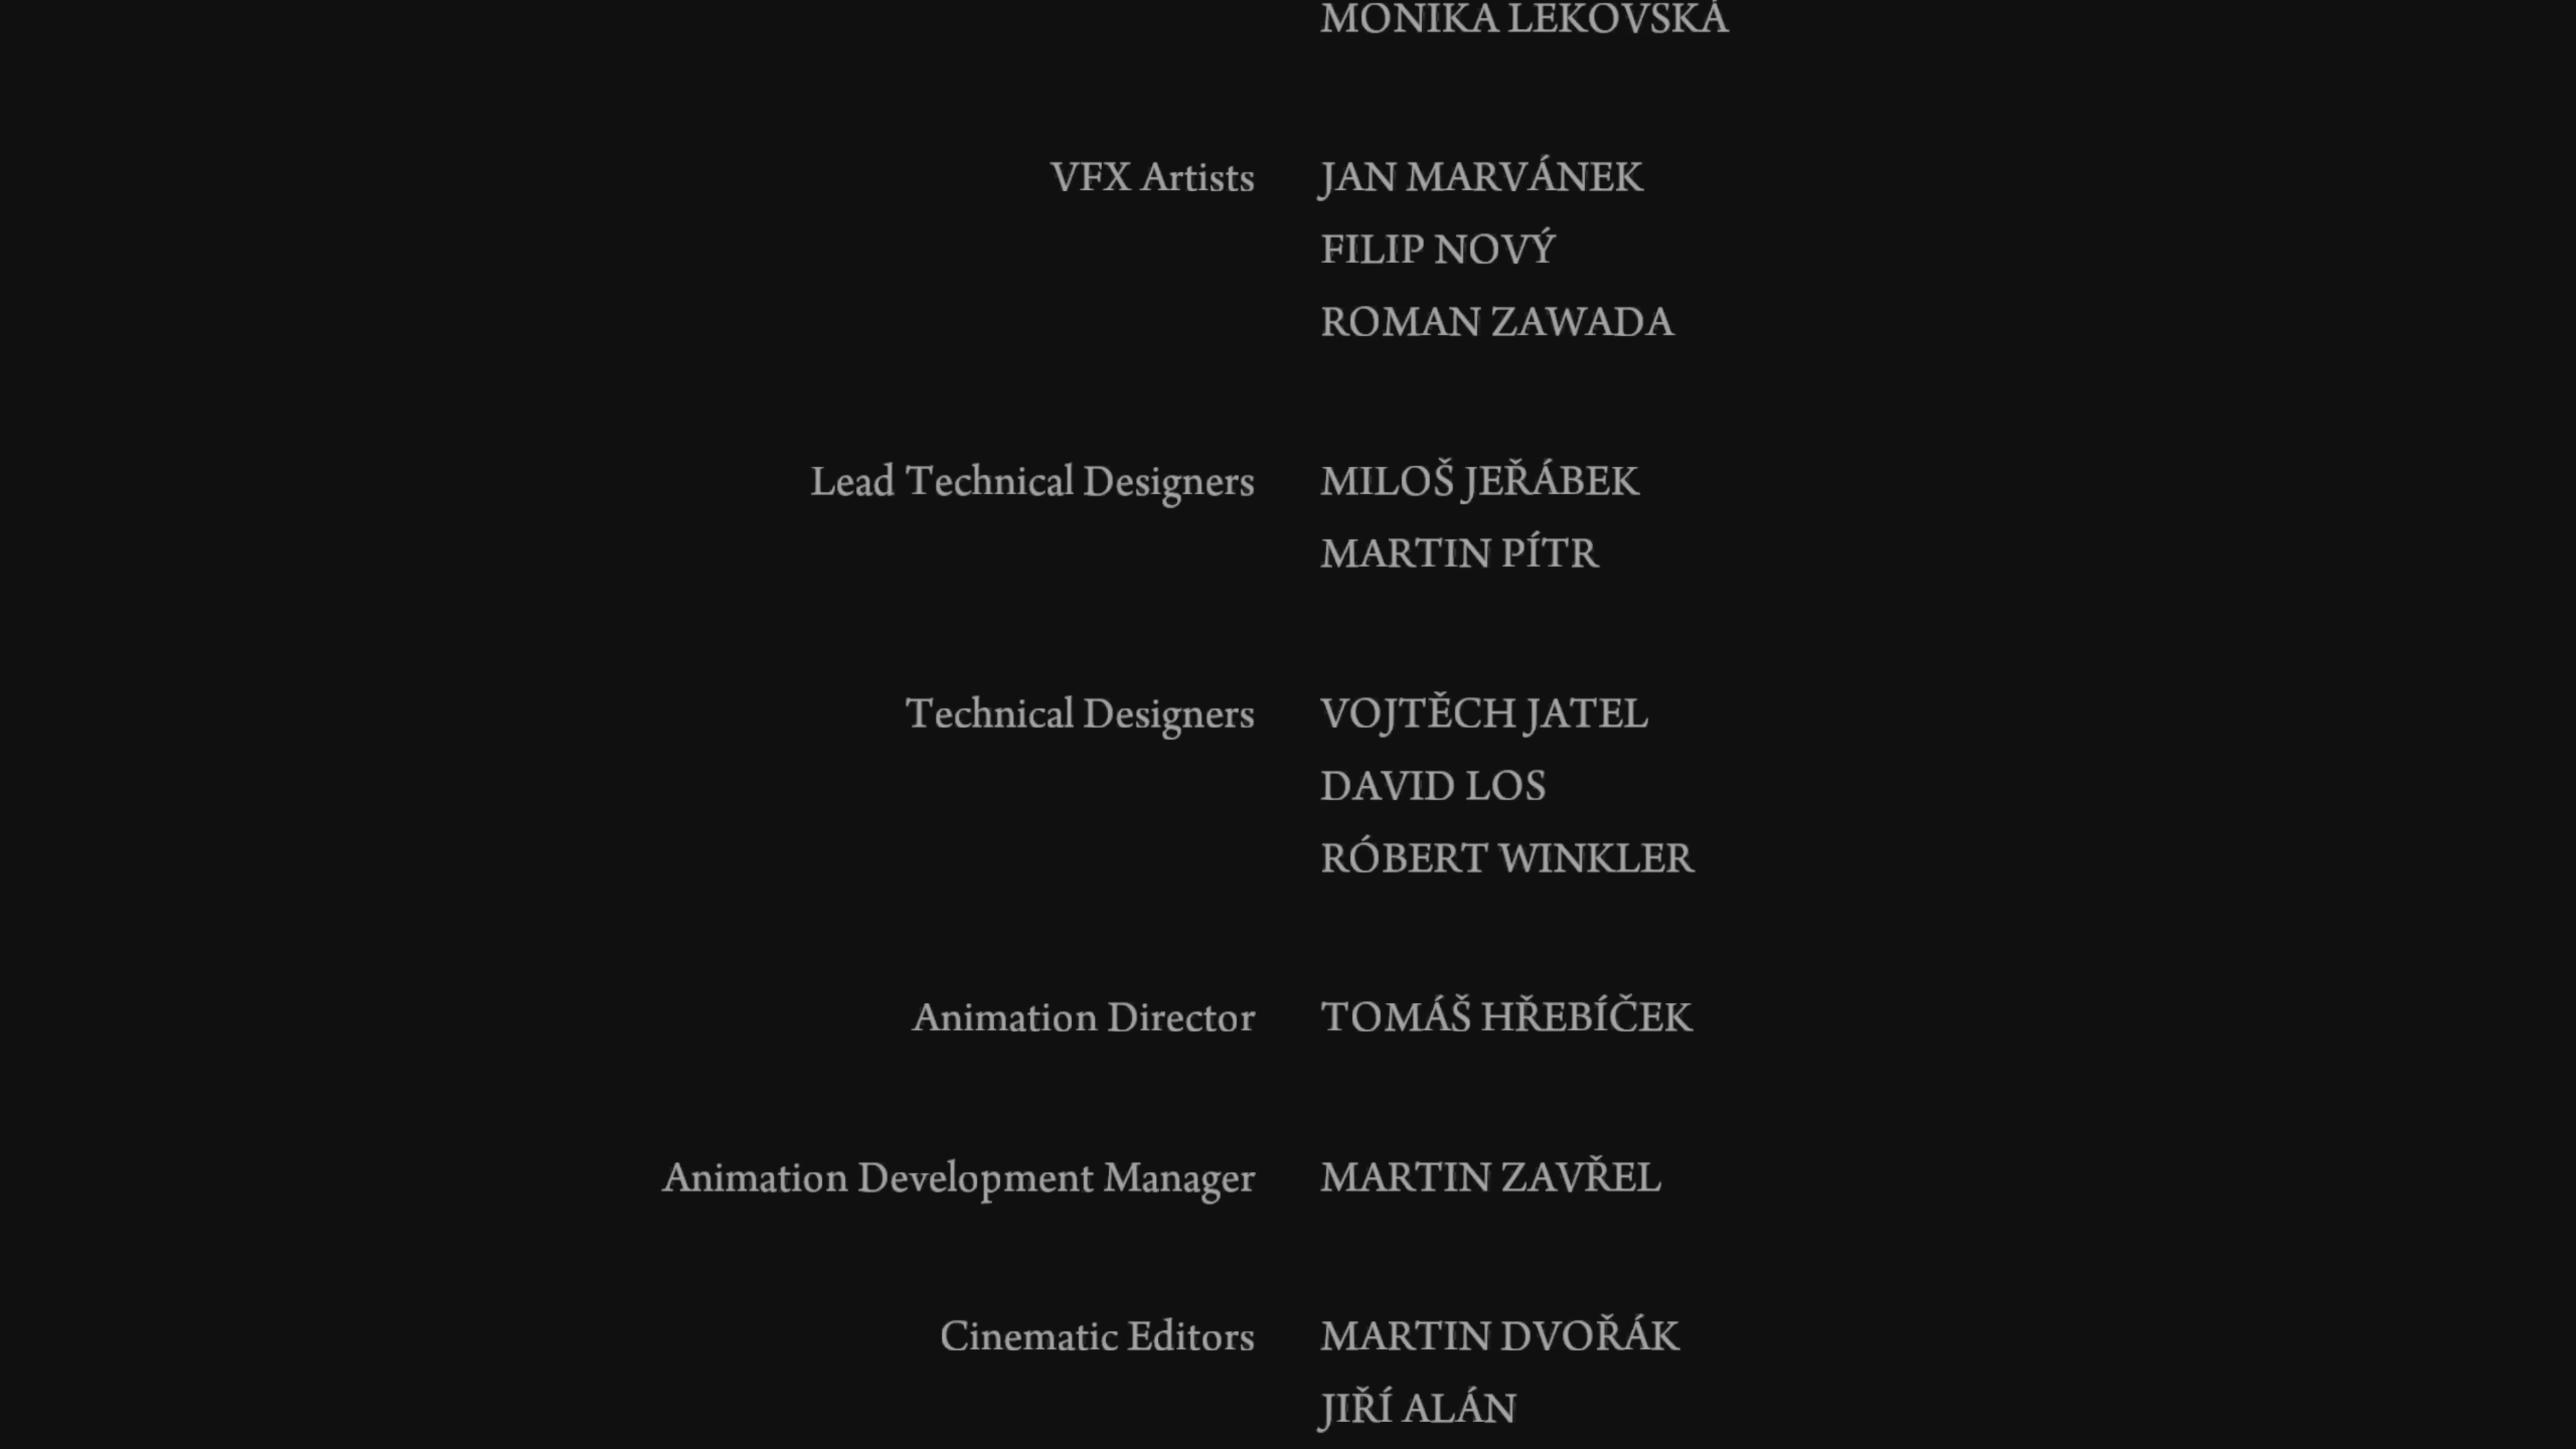 MONIKA LEKOVSKÁ
VFX Artists JAN MARVÁNEK
FILIP NOVÝ
ROMAN ZAWADA
Lead Technical Designers MILOŠ JEŘÁBEK
MARTIN PÍTR
Technical Designers VOJTĚCH JATEL
DAVID LOS
RÓBERT WINKLER
Animation Director TOMÁŠ HŘEBÍČEK
Animation Development Manager MARTIN ZAVŘEL
Cinematic Editors MARTIN DVOŘÁK
JIŘÍ ALÁN